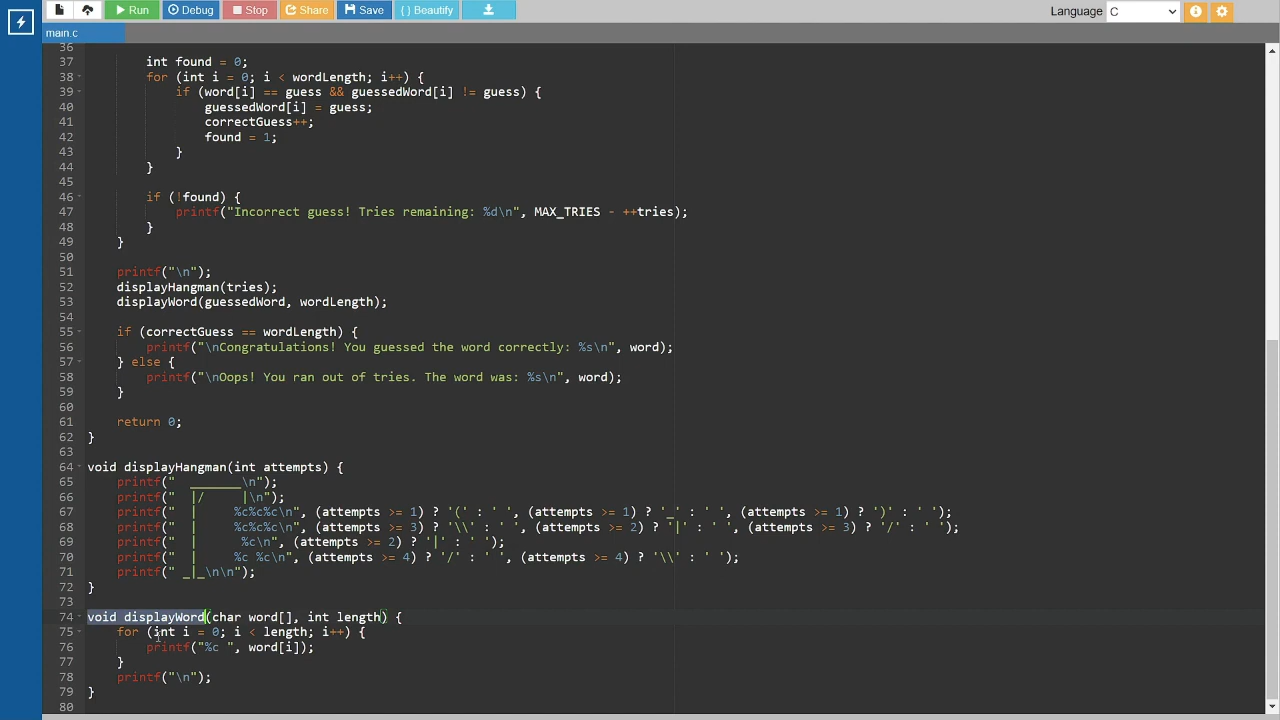 Run Debug Stop Share Save { } Beautify Language C
main.c
36
37 int found = 0;
38 for (int i = 0; i < wordLength; i++) {
39 if (word[i] == guess && guessedWord[i] != guess) {
40 guessedWord[i] = guess;
41 correctGuess++;
42 found = 1;
43 }
44 }
45
46 if (!found) {
47 printf("Incorrect guess! Tries remaining: %d\n", MAX_TRIES - ++tries);
48 }
49 }
50
51 printf("\n");
52 displayHangman(tries);
53 displayWord(guessedWord, wordLength);
54
55 if (correctGuess == wordLength) {
56 printf("\nCongratulations! You guessed the word correctly: %s\n", word);
57 } else {
58 printf("\nOops! You ran out of tries. The word was: %s\n", word);
59 }
60
61 return 0;
62 }
63
64 void displayHangman(int attempts) {
65 printf("  _______\n");
66 printf("  |/     |\n");
67 printf("  |     %c%c%c\n", (attempts >= 1) ? '(' : ' ', (attempts >= 1) ? '_' : ' ', (attempts >= 1) ? ')' : ' ');
68 printf("  |     %c%c%c\n", (attempts >= 3) ? '\\' : ' ', (attempts >= 2) ? '|' : ' ', (attempts >= 3) ? '/' : ' ');
69 printf("  |      %c\n", (attempts >= 2) ? '|' : ' ');
70 printf("  |     %c %c\n", (attempts >= 4) ? '/' : ' ', (attempts >= 4) ? '\\' : ' ');
71 printf(" _|_\n\n");
72 }
73
74 void displayWord(char word[], int length) {
75 for (int i = 0; i < length; i++) {
76 printf("%c ", word[i]);
77 }
78 printf("\n");
79 }
80